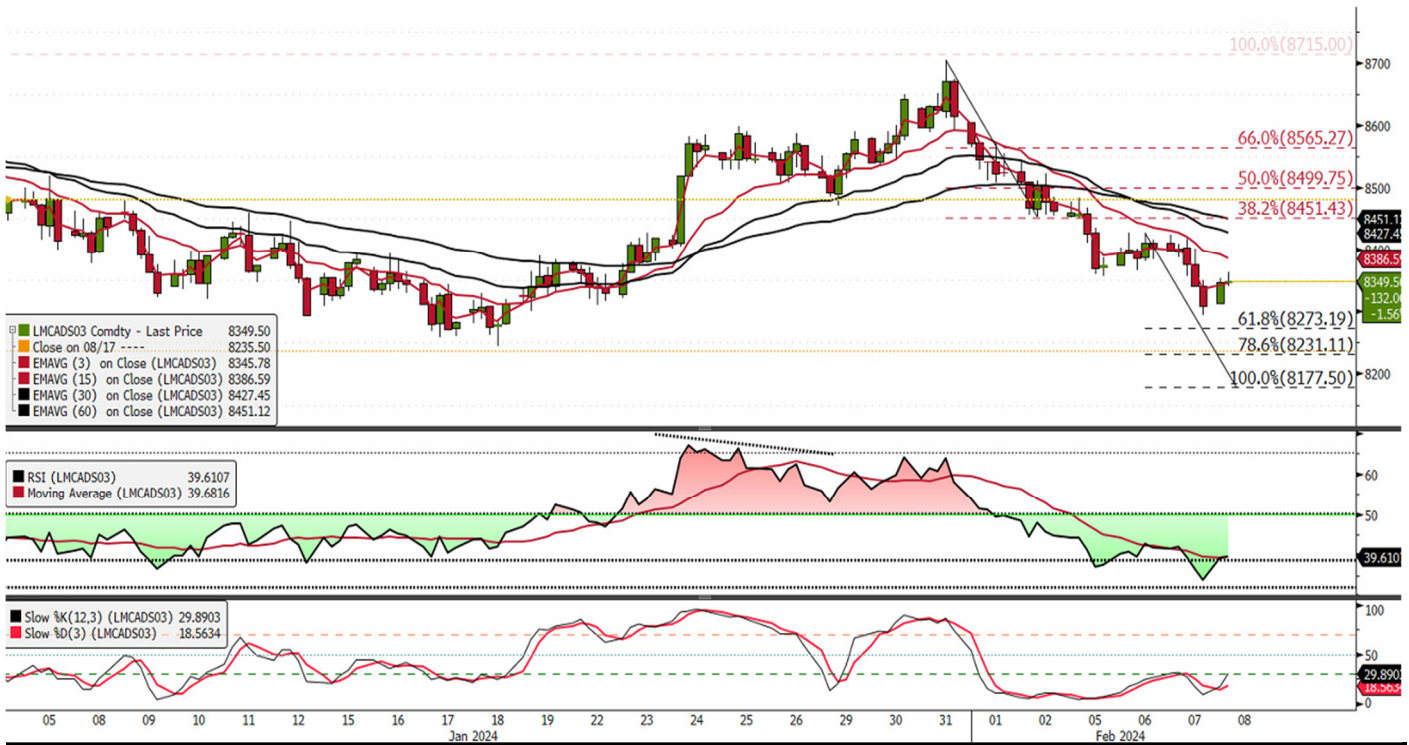 100.0%(8715.00)
8700
8600
66.0%(8565.27)
8500
50.0%(8499.75)
38.2%(8451.43)
8451.1
8427.4
8400
8386.5
8349.5
-132.0
-1.56
61.8%(8273.19)
78.6%(8231.11)
100.0%(8177.50)
8200
LMCADS03 Comdty - Last Price 8349.50
Close on 08/17 ---- 8235.50
EMAVG (3) on Close (LMCADS03) 8345.78
EMAVG (15) on Close (LMCADS03) 8386.59
EMAVG (30) on Close (LMCADS03) 8427.45
EMAVG (60) on Close (LMCADS03) 8451.12
RSI (LMCADS03) 39.6107
Moving Average (LMCADS03) 39.6816
60
50
39.6107
Slow %K(12,3) (LMCADS03) 29.8903
Slow %D(3) (LMCADS03) 18.5634
100
50
29.8903
18.5634
0
05 08 09 10 11 12 15 16 17 18 19 22 23 24 25 26 29 30 31 01 02 05 06 07 08
Jan 2024 Feb 2024